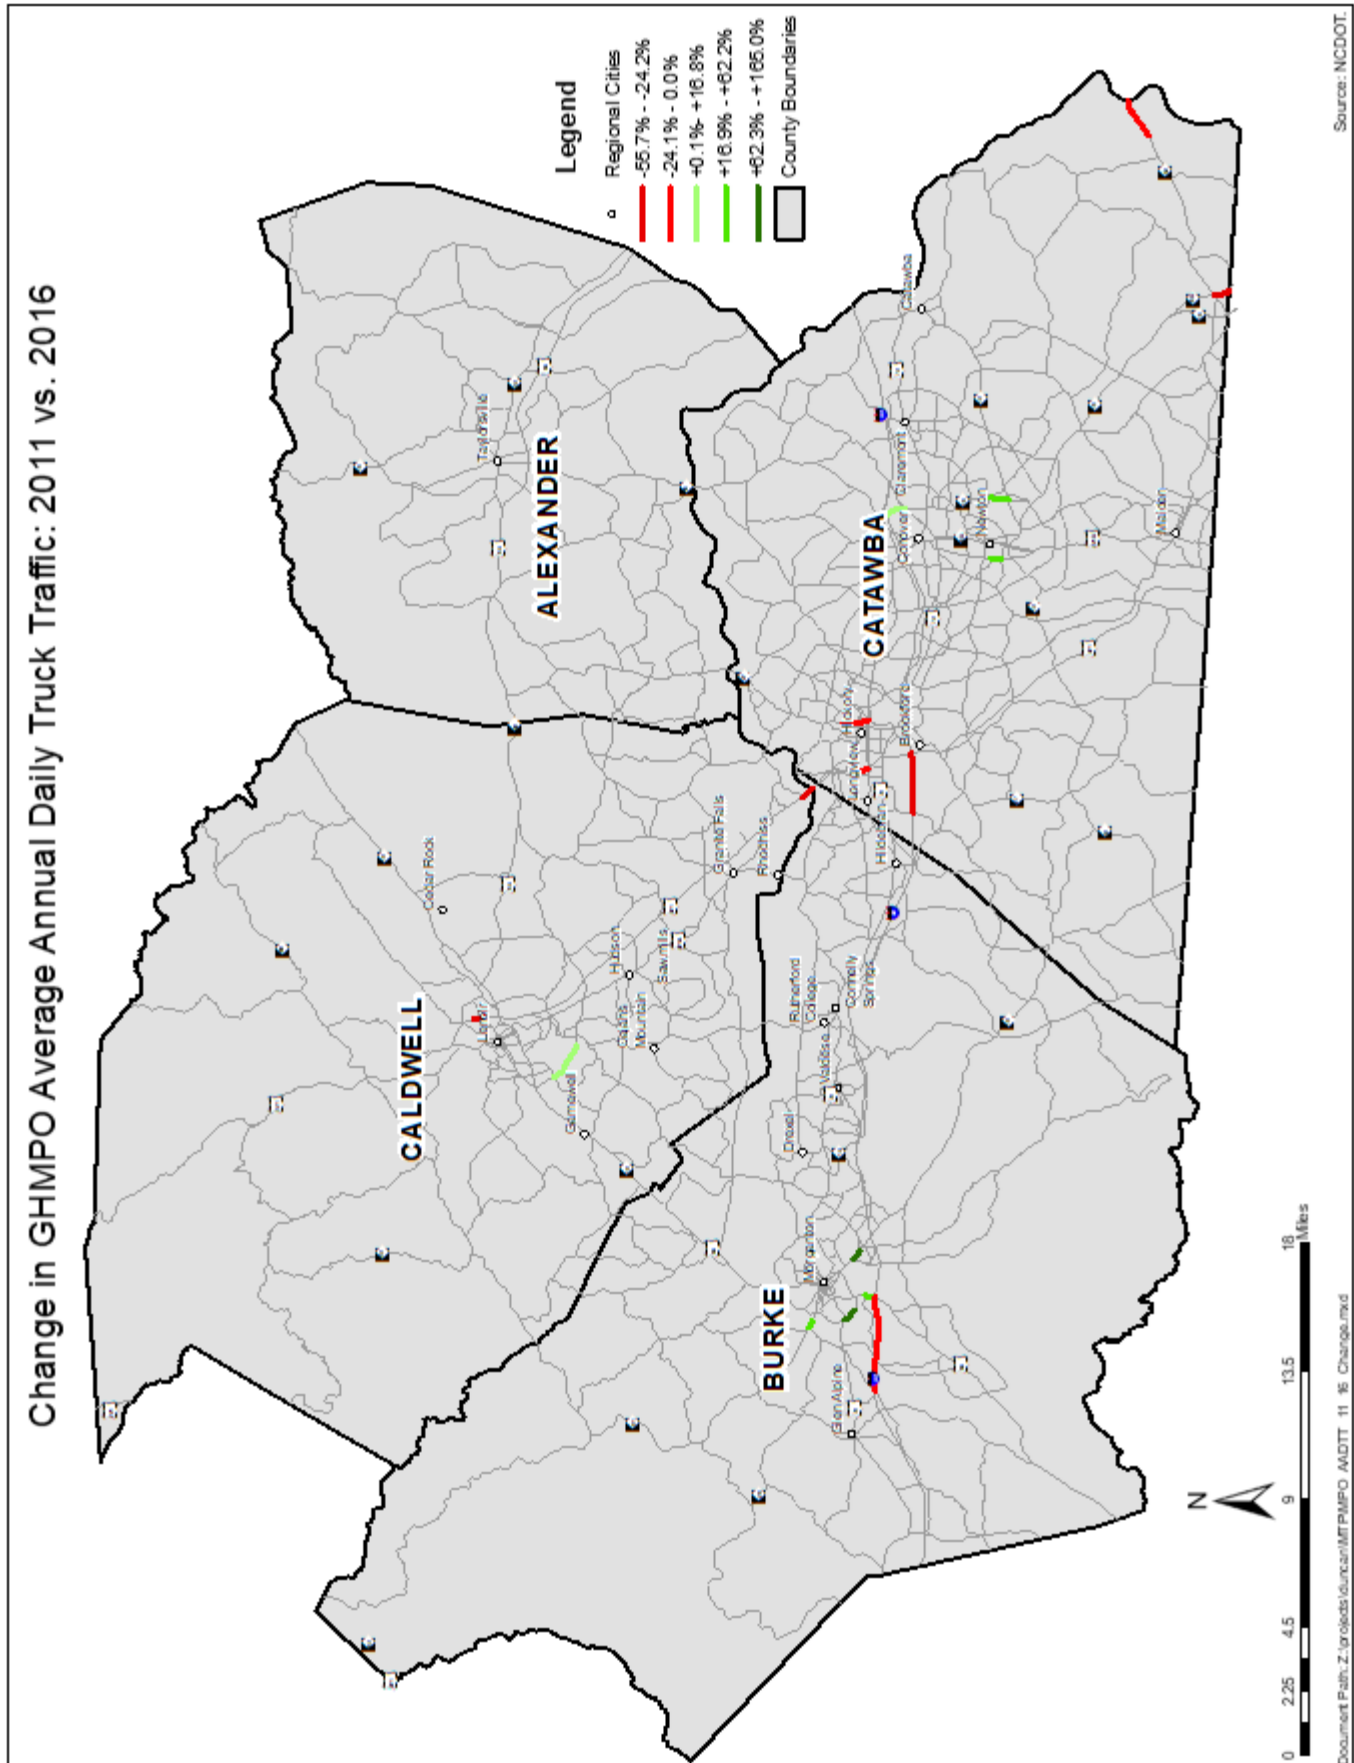 Change in GHMPO Average Annual Daily Truck Traffic: 2011 vs. 2016
Legend
Regional Cities
-55.7% - -24.2%
-24.1% - 0.0%
+0.1% - +16.8%
+16.9% - +62.2%
+62.3% - +165.0%
County Boundaries
CALDWELL
ALEXANDER
BURKE
CATAWBA
Cedar Rock
Lenoir
Gamewell
Hudson
Cajahs
Mountain
Sawmills
Granite Falls
Rhodhiss
Taylorsville
Glen Alpine
Morganton
Drexel
Valdese
Rutherford
College
Connelly
Springs
Hildebran
Longview
Hickory
Brookford
Conover
Claremont
Newton
Catawba
Maiden
N
0 2.25 4.5 9 13.5 18
Miles
Source: NCDOT.